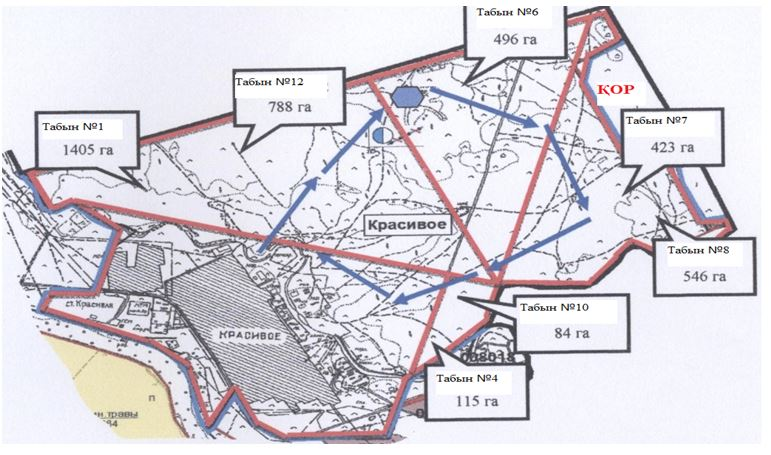 Табын №6
496 га
Табын №12
788 га
ҚОР
Табын №1
1405 га
Табын №7
423 га
Красивое
Табын №8
546 га
ст. Красивая
КРАСИВОЕ
Табын №10
84 га
Табын №4
115 га
П
травы